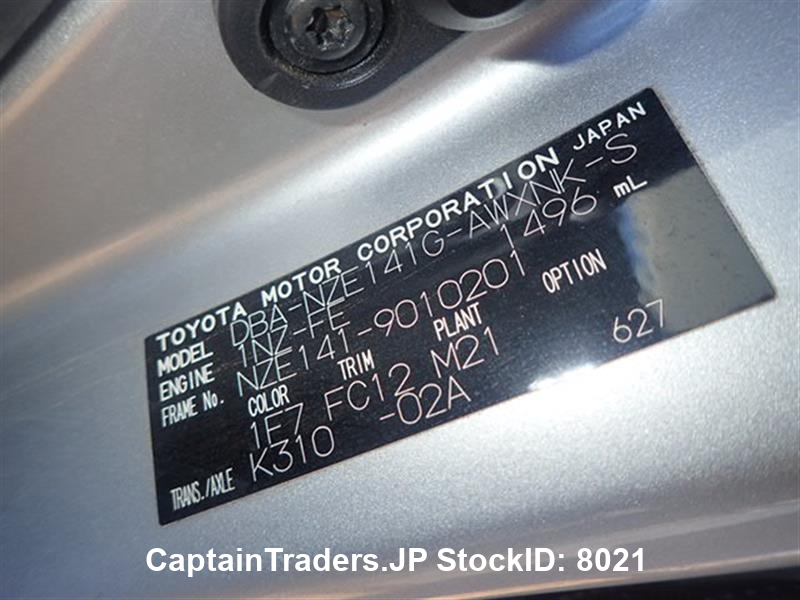 TOYOTA MOTOR CORPORATION JAPAN
MODEL DBA-NZE141G-AWXNK-S
ENGINE 1NZ-FE 1496 mL
FRAME No. NZE141-9010201
COLOR TRIM PLANT OPTION
1F7 FC12 M21 627
TRANS./AXLE K310 -02A
CaptainTraders.JP StockID: 8021